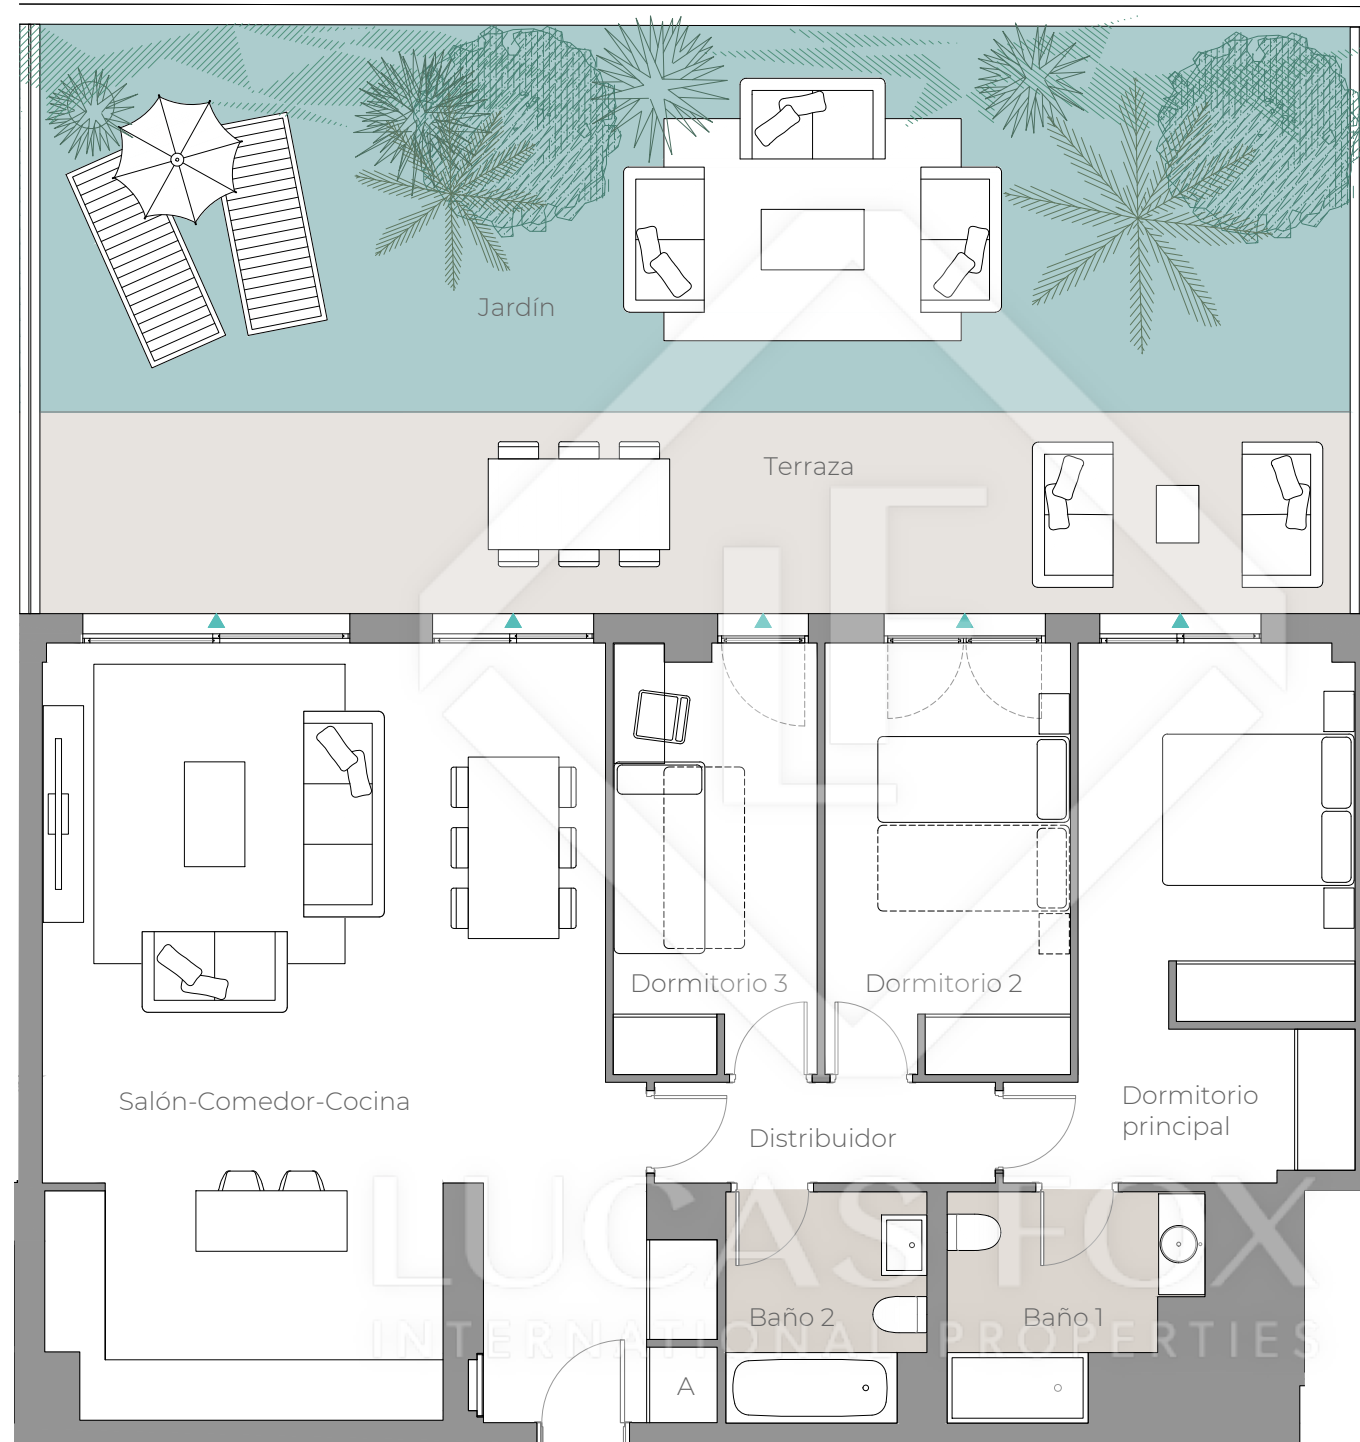 Jardín
Terraza
Dormitorio 3
Dormitorio 2
Salón-Comedor-Cocina
Dormitorio
principal
Distribuidor
LUCAS FOX
INTERNATIONAL PROPERTIES
Baño 2
Baño 1
A